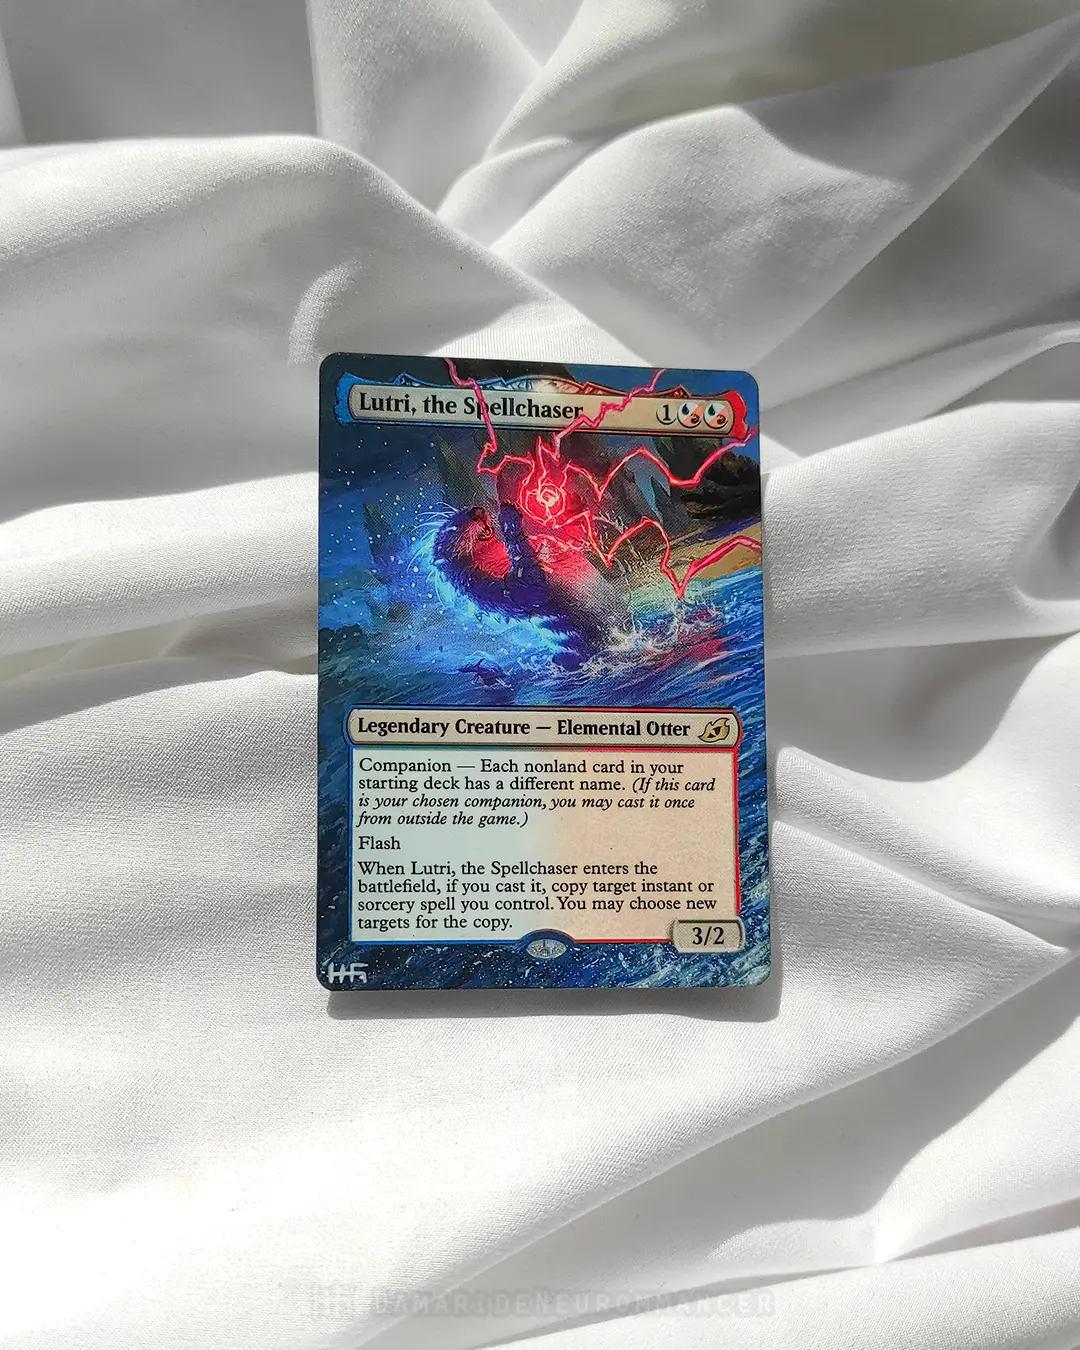 Lutri, the Spellchaser 1
Legendary Creature — Elemental Otter
Companion — Each nonland card in your
starting deck has a different name. (If this card
is your chosen companion, you may cast it once
from outside the game.)
Flash
When Lutri, the Spellchaser enters the
battlefield, if you cast it, copy target instant or
sorcery spell you control. You may choose new
targets for the copy.
3/2
HG
DAMARIDENEUROMANCER